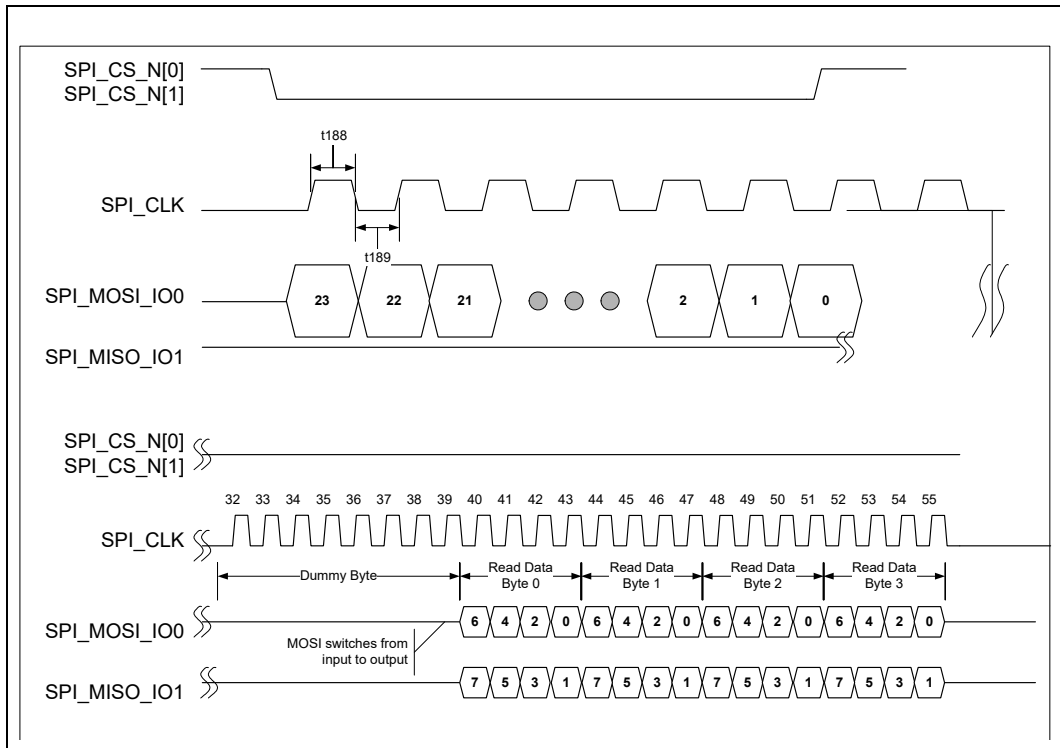 SPI_CS_N[0]
SPI_CS_N[1]
t188
SPI_CLK
t189
SPI_MOSI_IO0 23 22 21 2 1 0
SPI_MISO_IO1
SPI_CS_N[0]
SPI_CS_N[1]
32 33 34 35 36 37 38 39 40 41 42 43 44 45 46 47 48 49 50 51 52 53 54 55
SPI_CLK
Dummy Byte
Read Data
Byte 0
Read Data
Byte 1
Read Data
Byte 2
Read Data
Byte 3
SPI_MOSI_IO0 6 4 2 0 6 4 2 0 6 4 2 0 6 4 2 0
MOSI switches from
input to output
SPI_MISO_IO1 7 5 3 1 7 5 3 1 7 5 3 1 7 5 3 1